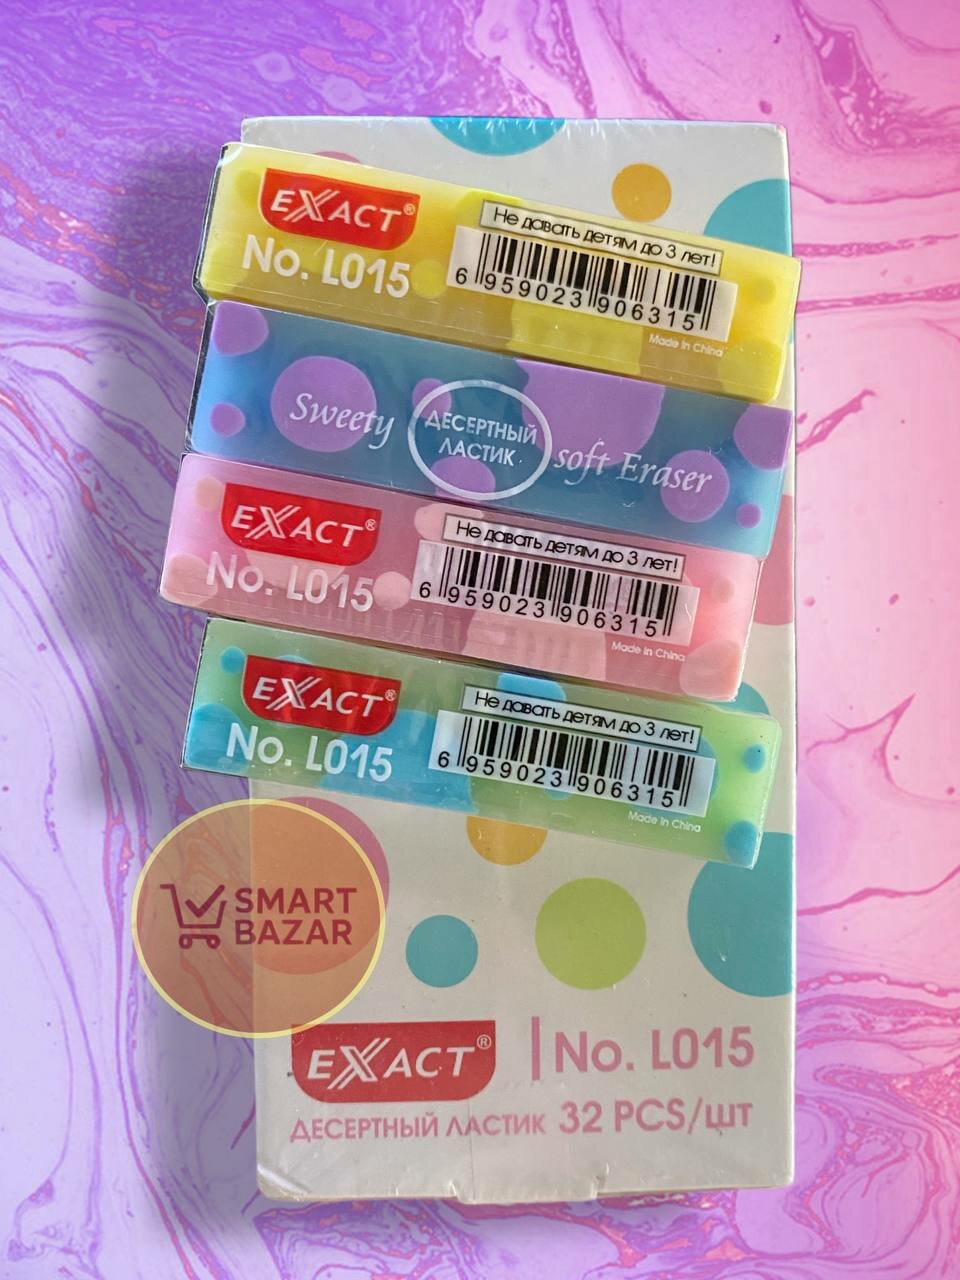 EXACT®
No. L015
Не давать детям до 3 лет!
6 959023 906315
Made in China
Sweety
ДЕСЕРТНЫЙ
ЛАСТИК
soft Eraser
EXACT®
No. L015
Не давать детям до 3 лет!
6 959023 906315
Made in China
EXACT®
No. L015
Не давать детям до 3 лет!
6 959023 906315
Made in China
SMART
BAZAR
EXACT®
No. L015
ДЕСЕРТНЫЙ ЛАСТИК 32 PCS/шт